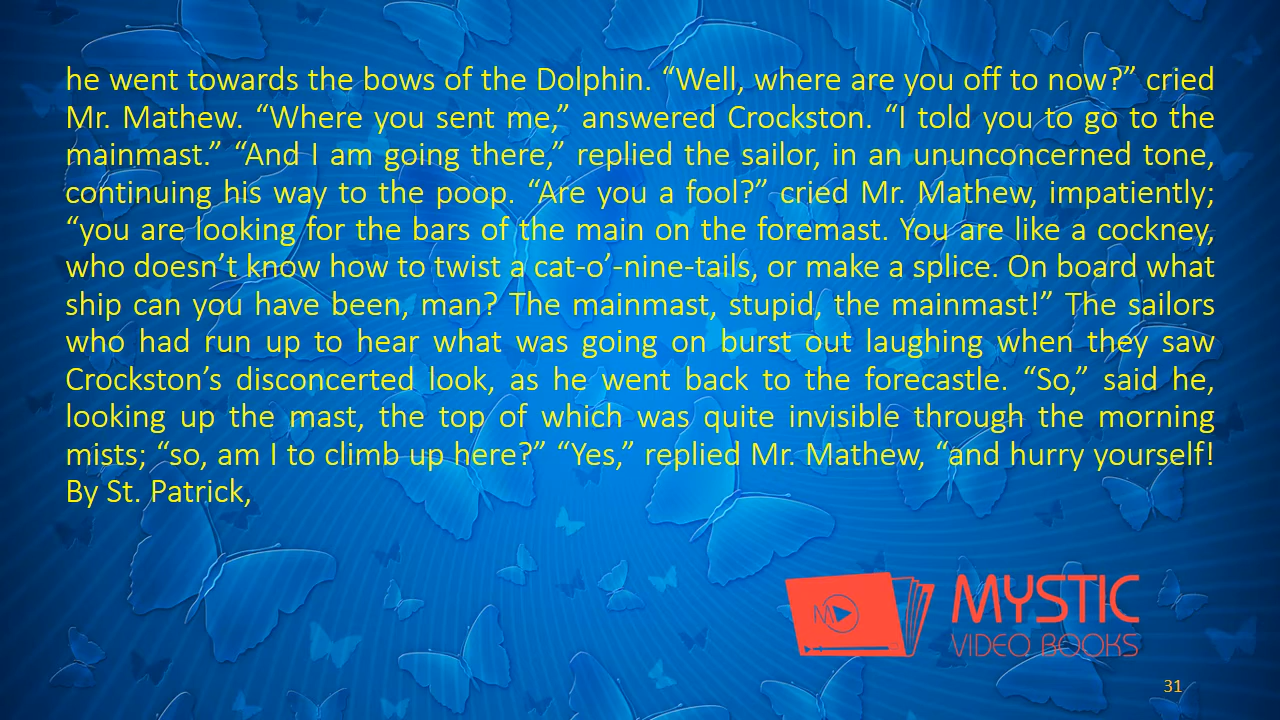 he went towards the bows of the Dolphin. “Well, where are you off to now?” cried
Mr. Mathew. “Where you sent me,” answered Crockston. “I told you to go to the
mainmast.” “And I am going there,” replied the sailor, in an ununconcerned tone,
continuing his way to the poop. “Are you a fool?” cried Mr. Mathew, impatiently;
“you are looking for the bars of the main on the foremast. You are like a cockney,
who doesn’t know how to twist a cat-o’-nine-tails, or make a splice. On board what
ship can you have been, man? The mainmast, stupid, the mainmast!” The sailors
who had run up to hear what was going on burst out laughing when they saw
Crockston’s disconcerted look, as he went back to the forecastle. “So,” said he,
looking up the mast, the top of which was quite invisible through the morning
mists; “so, am I to climb up here?” “Yes,” replied Mr. Mathew, “and hurry yourself!
By St. Patrick,
MYSTIC
VIDEO BOOKS
31